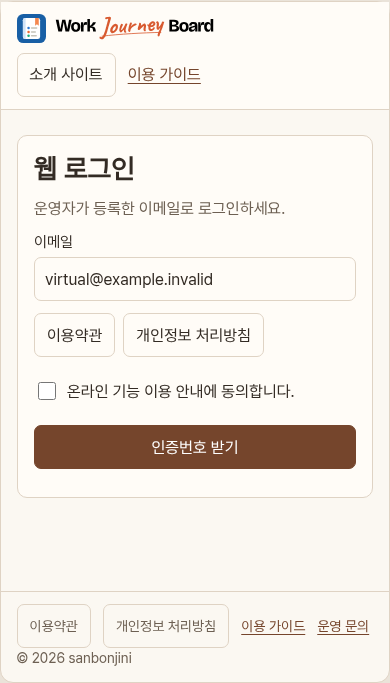 Work Journey Board
소개 사이트 이용 가이드
웹 로그인
운영자가 등록한 이메일로 로그인하세요.
이메일
virtual@example.invalid
이용약관 개인정보 처리방침
온라인 기능 이용 안내에 동의합니다.
인증번호 받기
이용약관 개인정보 처리방침 이용 가이드 운영 문의
© 2026 sanbonjini